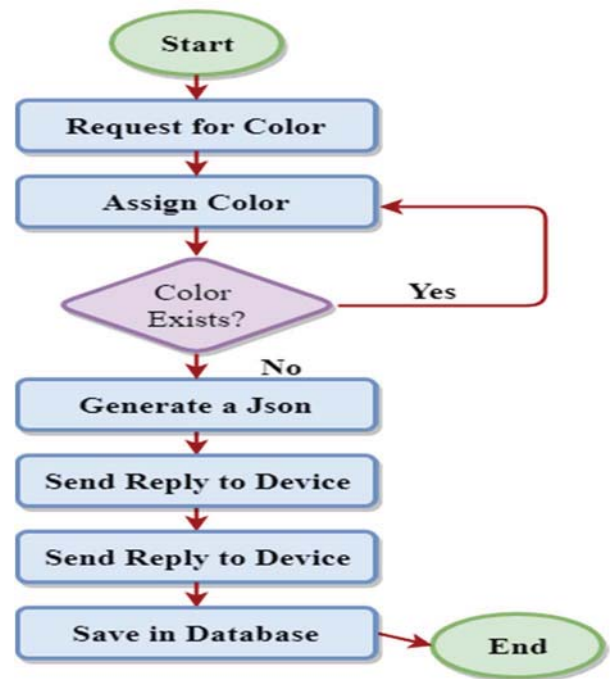 Start
Request for Color
Assign Color
Color
Exists?
Yes
No
Generate a Json
Send Reply to Device
Send Reply to Device
Save in Database
End